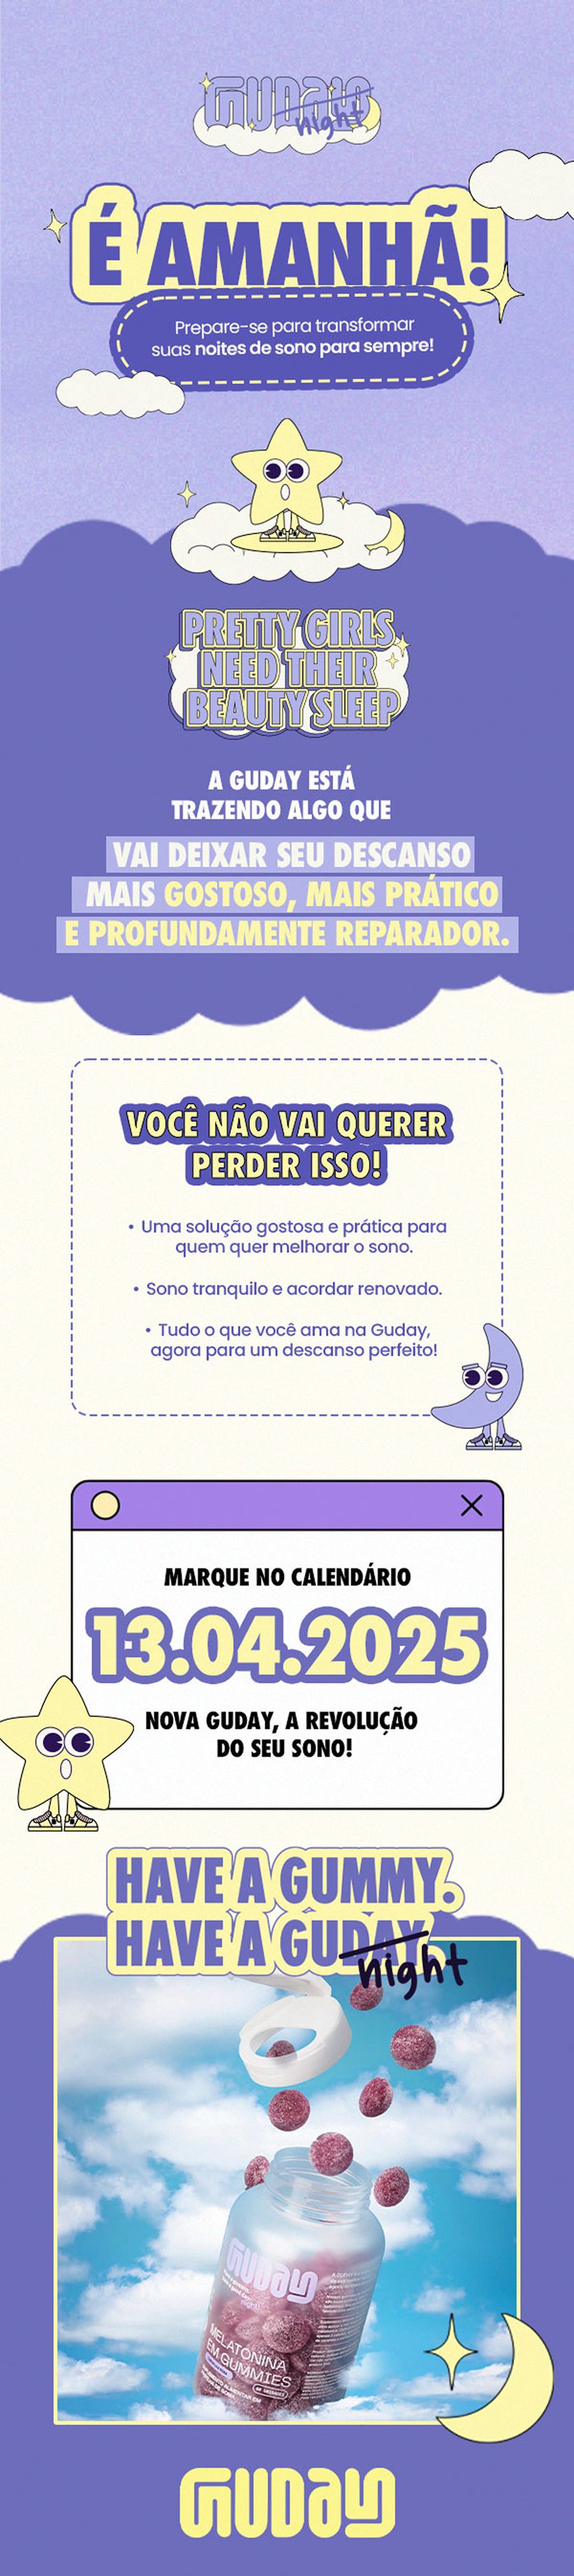 GUDAY
night
É AMANHÃ!
Prepare-se para transformar
suas noites de sono para sempre!
PRETTY GIRLS
NEED THEIR
BEAUTY SLEEP
A GUDAY ESTÁ
TRAZENDO ALGO QUE
VAI DEIXAR SEU DESCANSO
MAIS GOSTOSO, MAIS PRÁTICO
E PROFUNDAMENTE REPARADOR.
VOCÊ NÃO VAI QUERER
PERDER ISSO!
• Uma solução gostosa e prática para
quem quer melhorar o sono.
• Sono tranquilo e acordar renovado.
• Tudo o que você ama na Guday,
agora para um descanso perfeito!
MARQUE NO CALENDÁRIO
13.04.2025
NOVA GUDAY, A REVOLUÇÃO
DO SEU SONO!
HAVE A GUMMY.
HAVE A GUDAY.
night
GUDAY
MELATONINA
EM GUMMIES
GUDAY